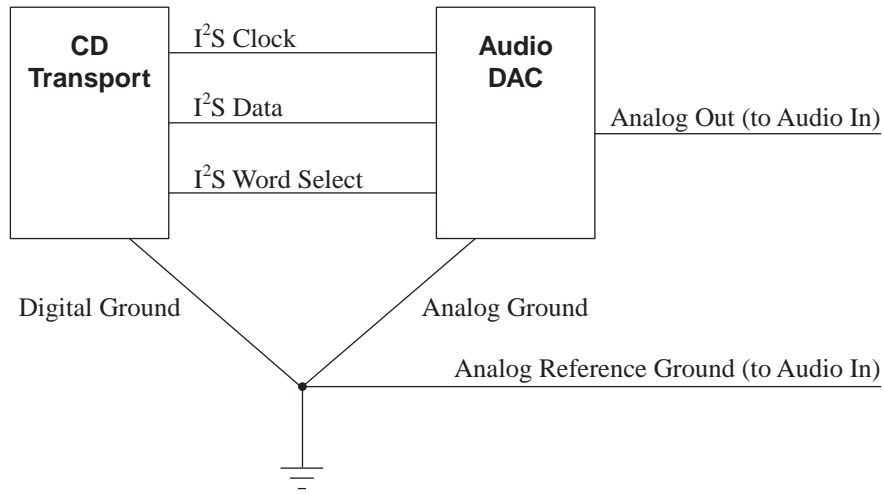 CD
Transport
I²S Clock
Audio
DAC
I²S Data
Analog Out (to Audio In)
I²S Word Select
Digital Ground
Analog Ground
Analog Reference Ground (to Audio In)